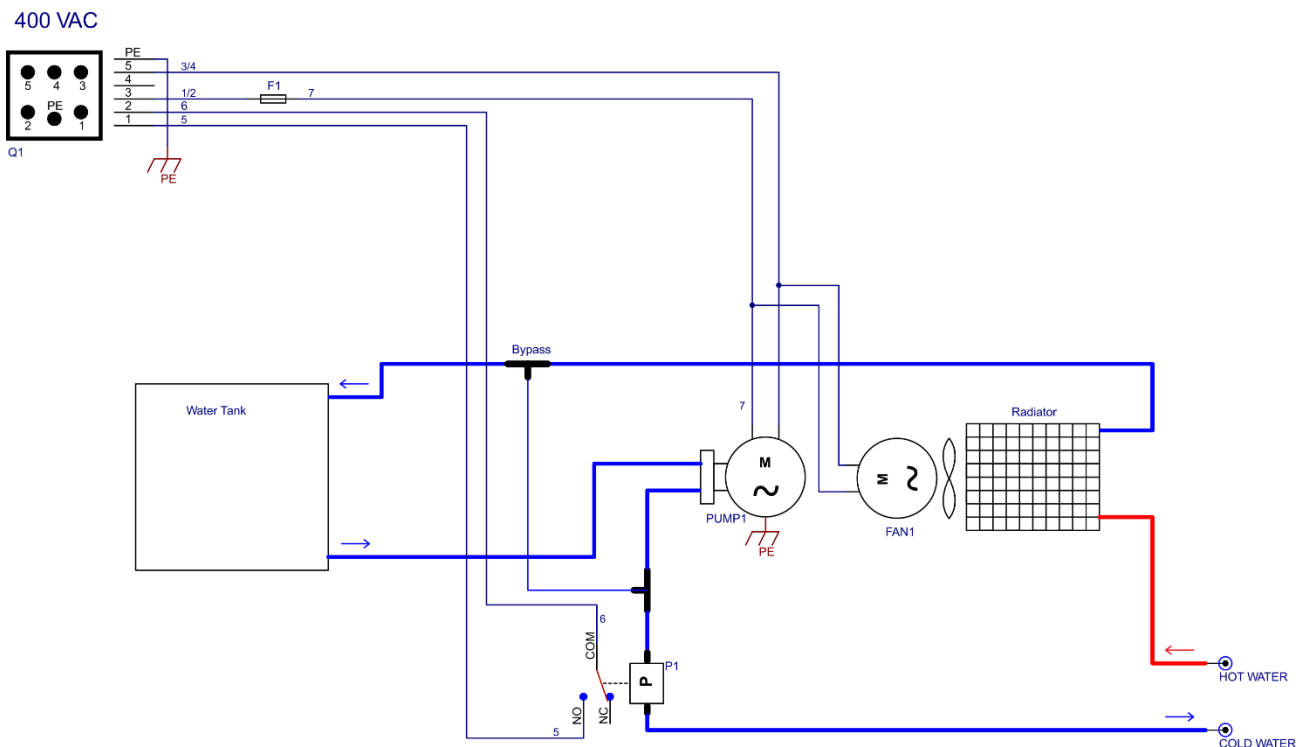 400 VAC
PE
5 3/4
4
3 1/2 F1 7
2 6
1 5
5 4 3
PE
2 1
Q1
PE
Bypass
Water Tank
Radiator
7
M
M
PUMP1
FAN1
PE
6
COM
P1
P
NO
NC
5
HOT WATER
COLD WATER